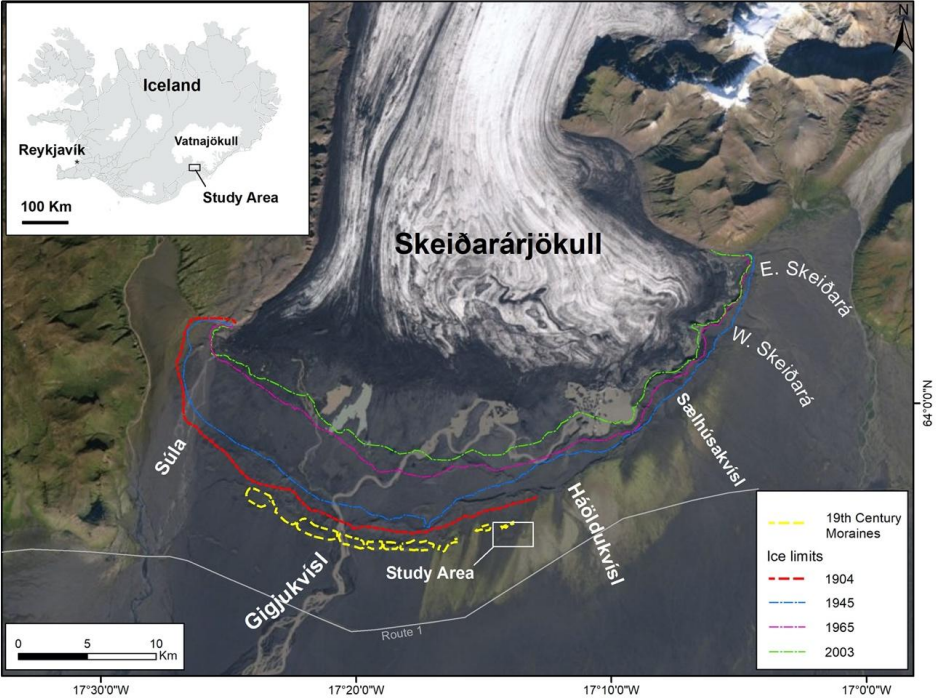 Iceland
Vatnajökull
Reykjavík
*
Study Area
100 Km
N
Skeiðarárjökull
E. Skeiðará
W. Skeiðará
Sælhúsakvísl
Háöldukvísl
Súla
Gigjukvísl
Study Area
Route 1
64°0'0"N
19th Century
Moraines
Ice limits
1904
1945
1965
2003
0 5 10
Km
17°30'0"W 17°20'0"W 17°10'0"W 17°0'0"W